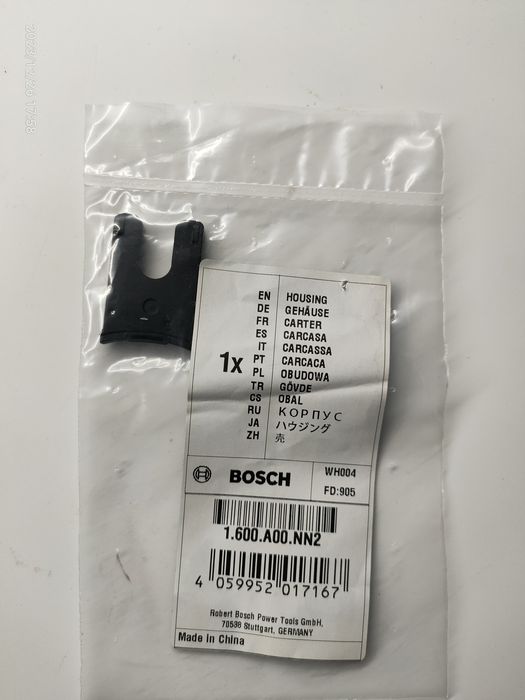 EN HOUSING
DE GEHÄUSE
FR CARTER
ES CARCASA
IT CARCASSA
1x
PT CARCAÇA
PL OBUDOWA
TR GÖVDE
CS OBAL
RU КОРПУС
JA ハウジング
ZH 売
BOSCH
WH004
FD:905
1.600.A00.NN2
4 059952 017167
Robert Bosch Power Tools GmbH,
70538 Stuttgart, GERMANY
Made in China